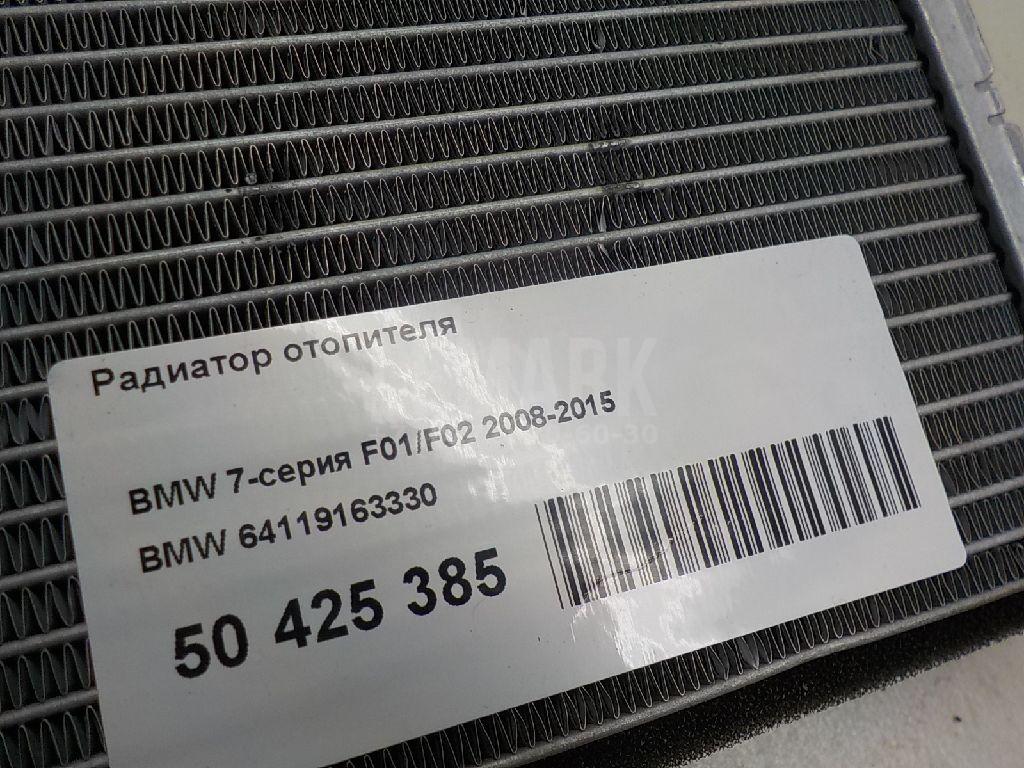 Радиатор отопителя
BMW 7-серия F01/F02 2008-2015
BMW 64119163330
50 425 385